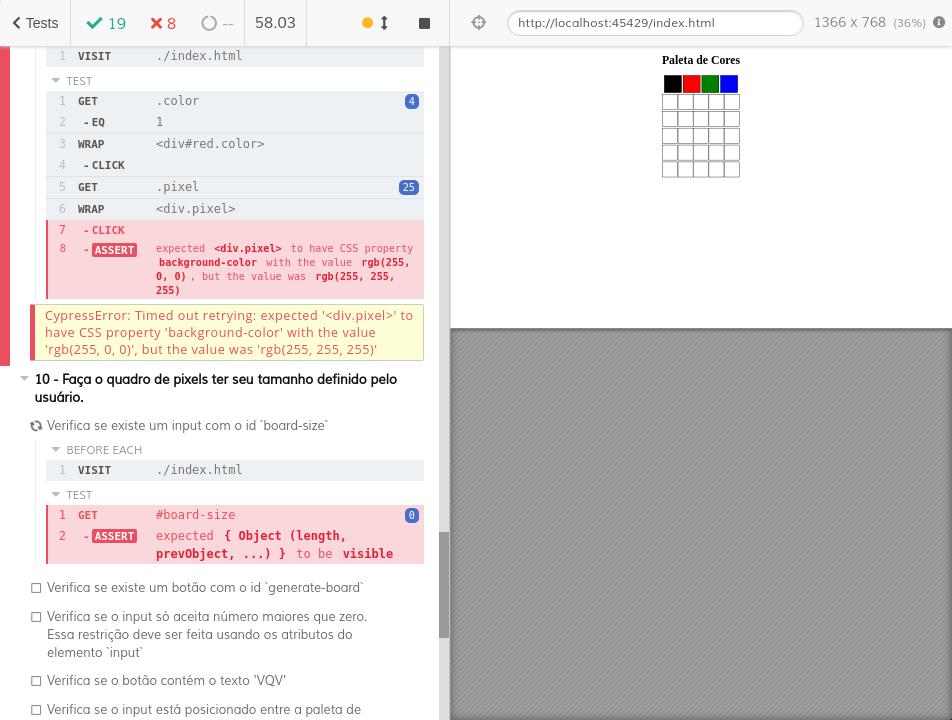 Tests 19 8 -- 58.03
http://localhost:45429/index.html 1366 x 768 (36%)
1 VISIT ./index.html
TEST
1 GET .color 4
2 - EQ 1
3 WRAP <div#red.color>
4 - CLICK
5 GET .pixel 25
6 WRAP <div.pixel>
7 - CLICK
8 - ASSERT expected <div.pixel> to have CSS property
background-color with the value rgb(255,
0, 0) , but the value was rgb(255, 255,
255)
CypressError: Timed out retrying: expected '<div.pixel>' to
have CSS property 'background-color' with the value
'rgb(255, 0, 0)', but the value was 'rgb(255, 255, 255)'
10 - Faça o quadro de pixels ter seu tamanho definido pelo
usuário.
Verifica se existe um input com o id `board-size`
BEFORE EACH
1 VISIT ./index.html
TEST
1 GET #board-size 0
2 - ASSERT expected { Object (length,
prevObject, ...) } to be visible
Verifica se existe um botão com o id `generate-board`
Verifica se o input só aceita número maiores que zero.
Essa restrição deve ser feita usando os atributos do
elemento `input`
Verifica se o botão contém o texto 'VQV'
Verifica se o input está posicionado entre a paleta de
Paleta de Cores